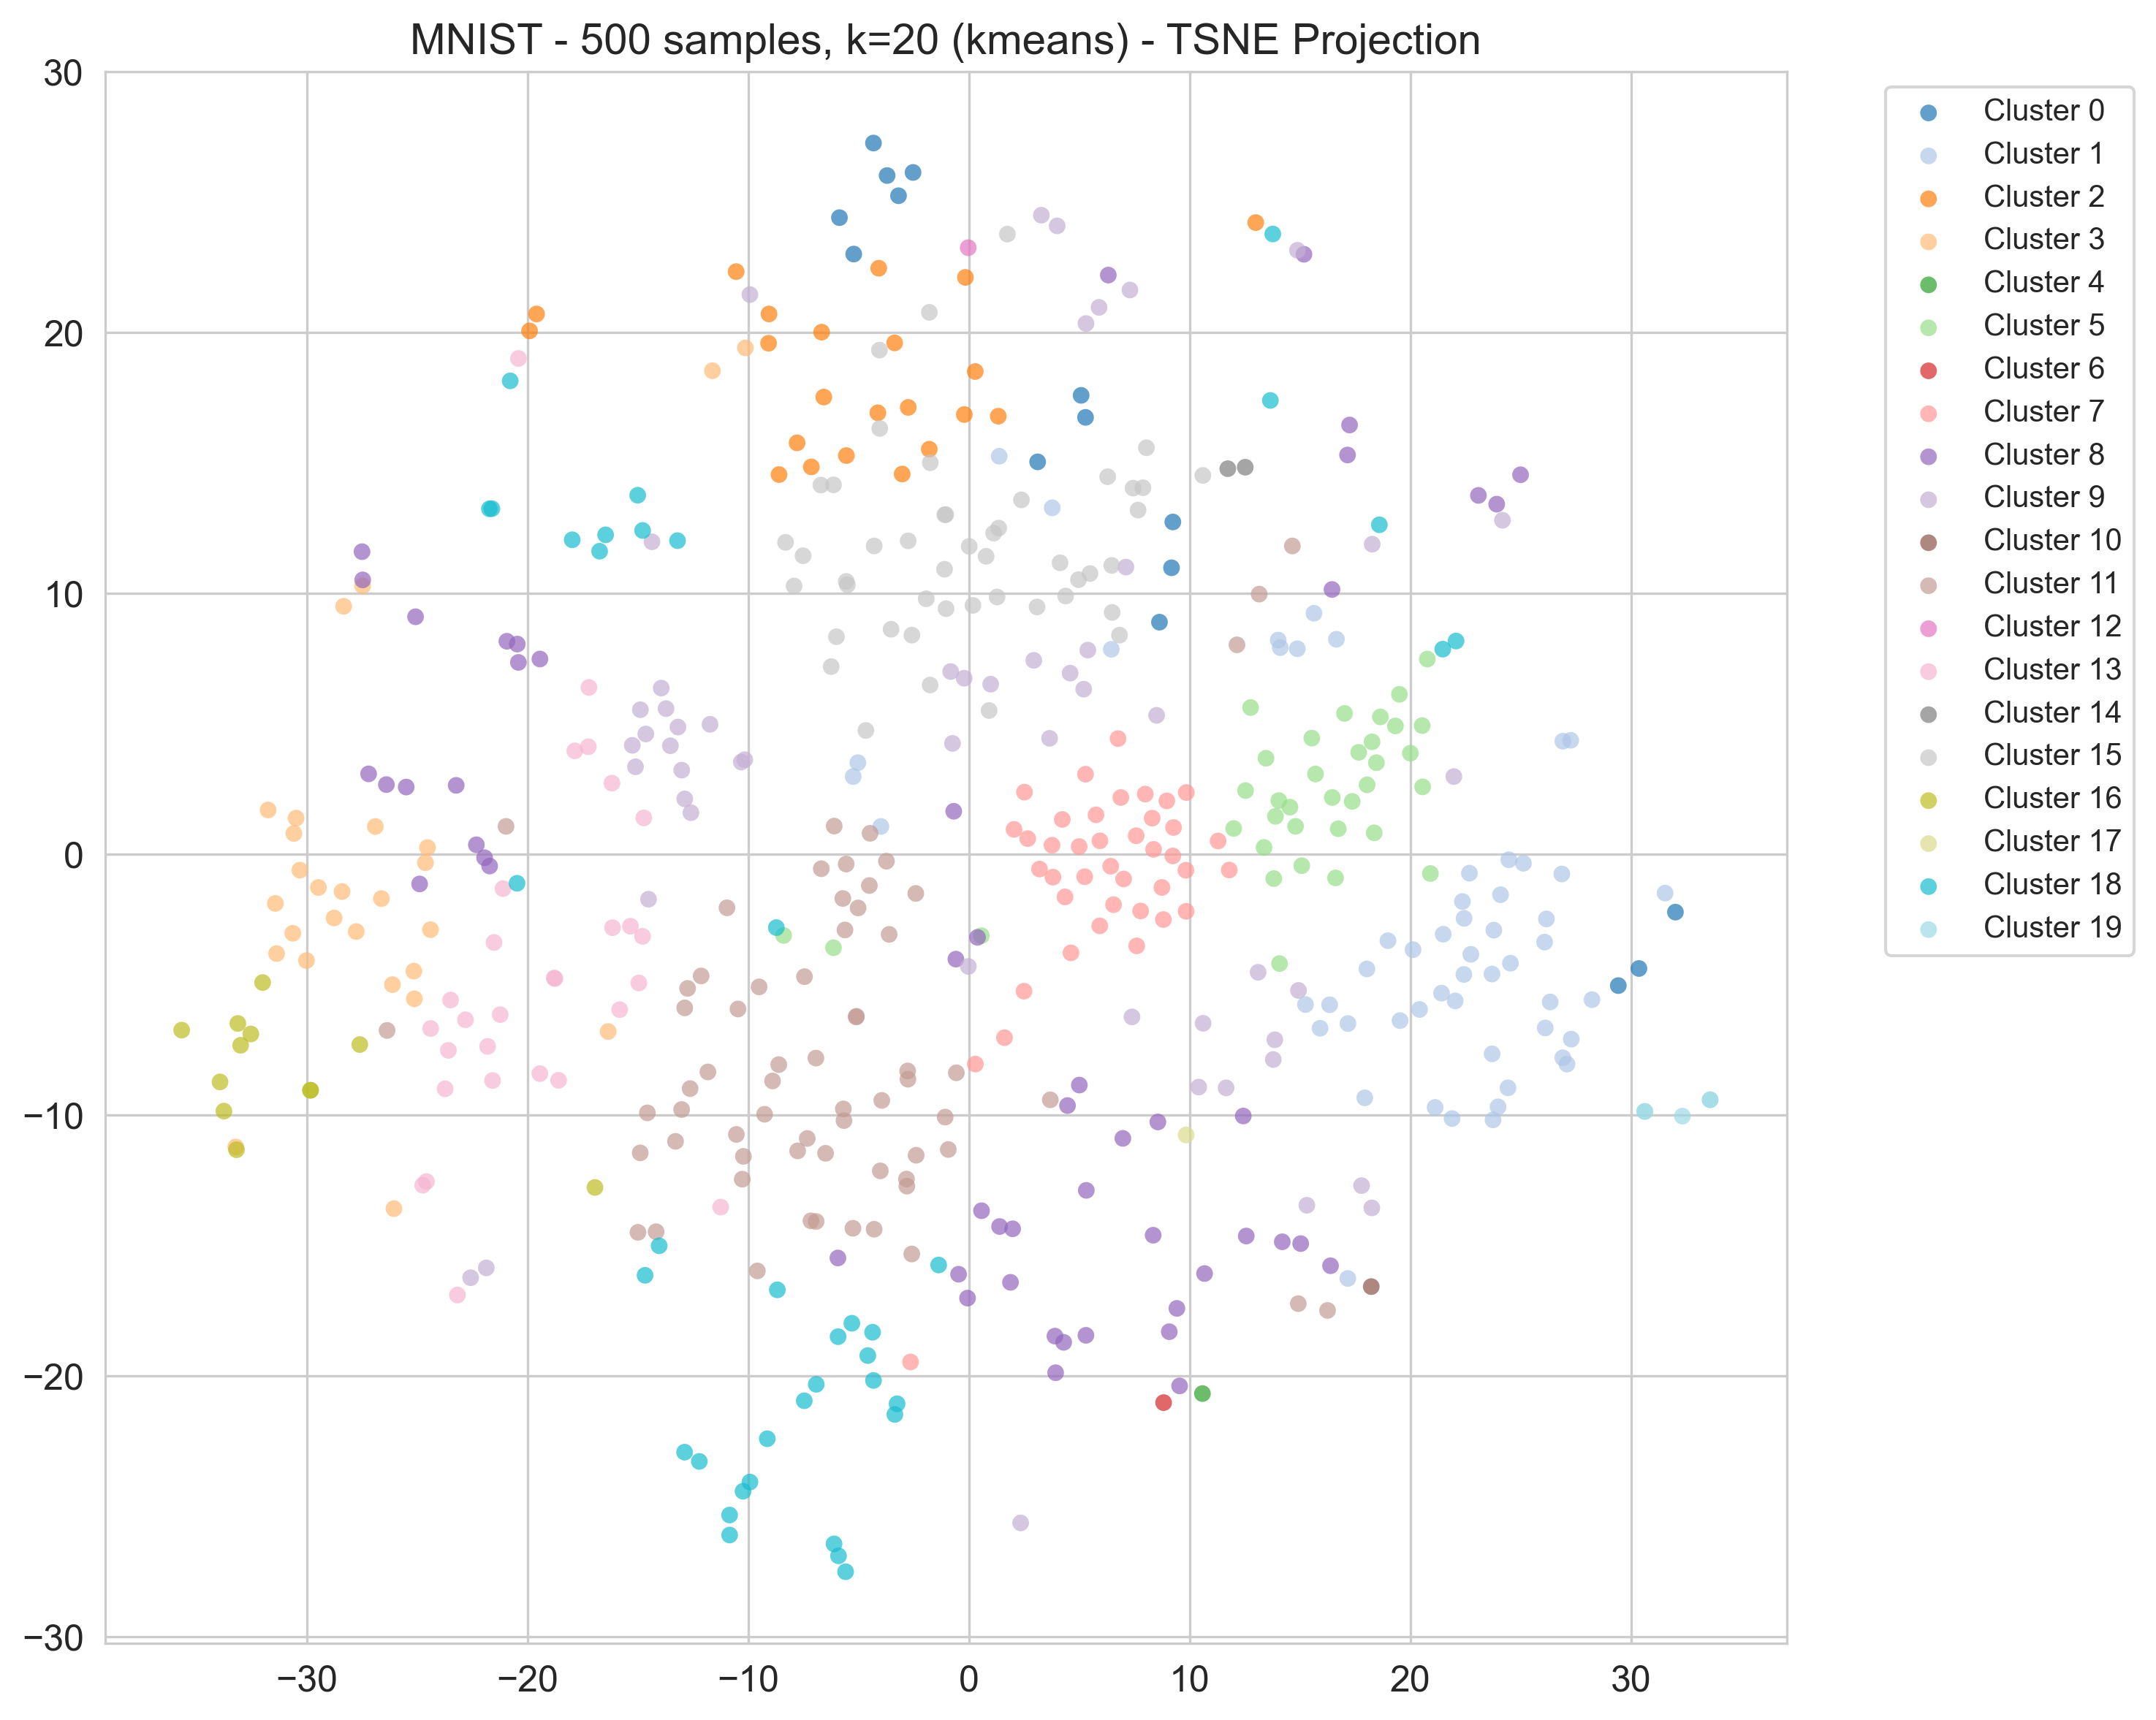 MNIST - 500 samples, k=20 (kmeans) - TSNE Projection
30
20
10
0
−10
−20
−30
−30 −20 −10 0 10 20 30
Cluster 0
Cluster 1
Cluster 2
Cluster 3
Cluster 4
Cluster 5
Cluster 6
Cluster 7
Cluster 8
Cluster 9
Cluster 10
Cluster 11
Cluster 12
Cluster 13
Cluster 14
Cluster 15
Cluster 16
Cluster 17
Cluster 18
Cluster 19